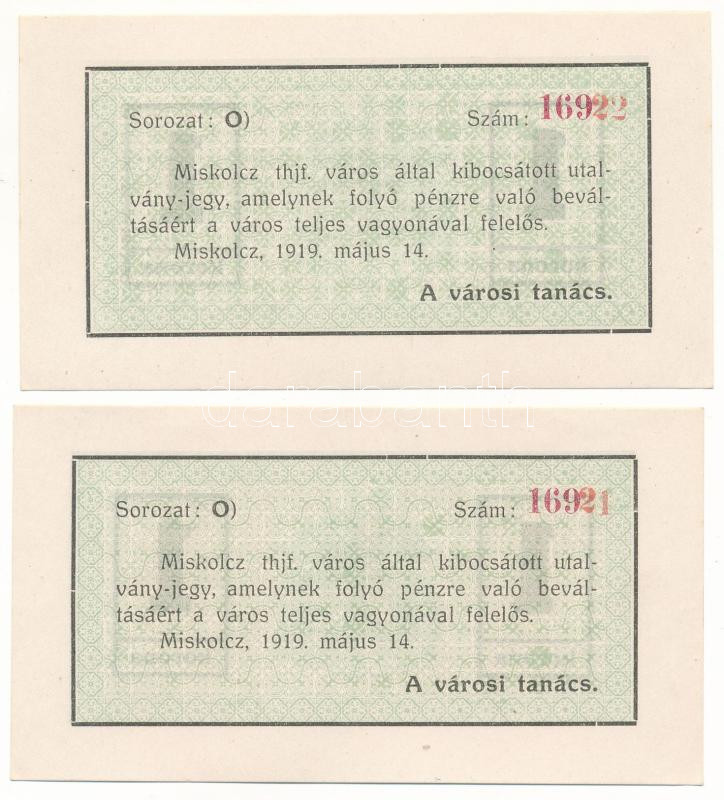 Sorozat: O) Szám: 16922
Miskolcz thjf. város által kibocsátott utal-
vány-jegy, amelynek folyó pénzre való bevál-
tásáért a város teljes vagyonával felelős.
Miskolcz, 1919. május 14.
A városi tanács.
darabanth
Sorozat: O) Szám: 16921
Miskolcz thjf. város által kibocsátott utal-
vány-jegy, amelynek folyó pénzre való bevál-
tásáért a város teljes vagyonával felelős.
Miskolcz, 1919. május 14.
A városi tanács.